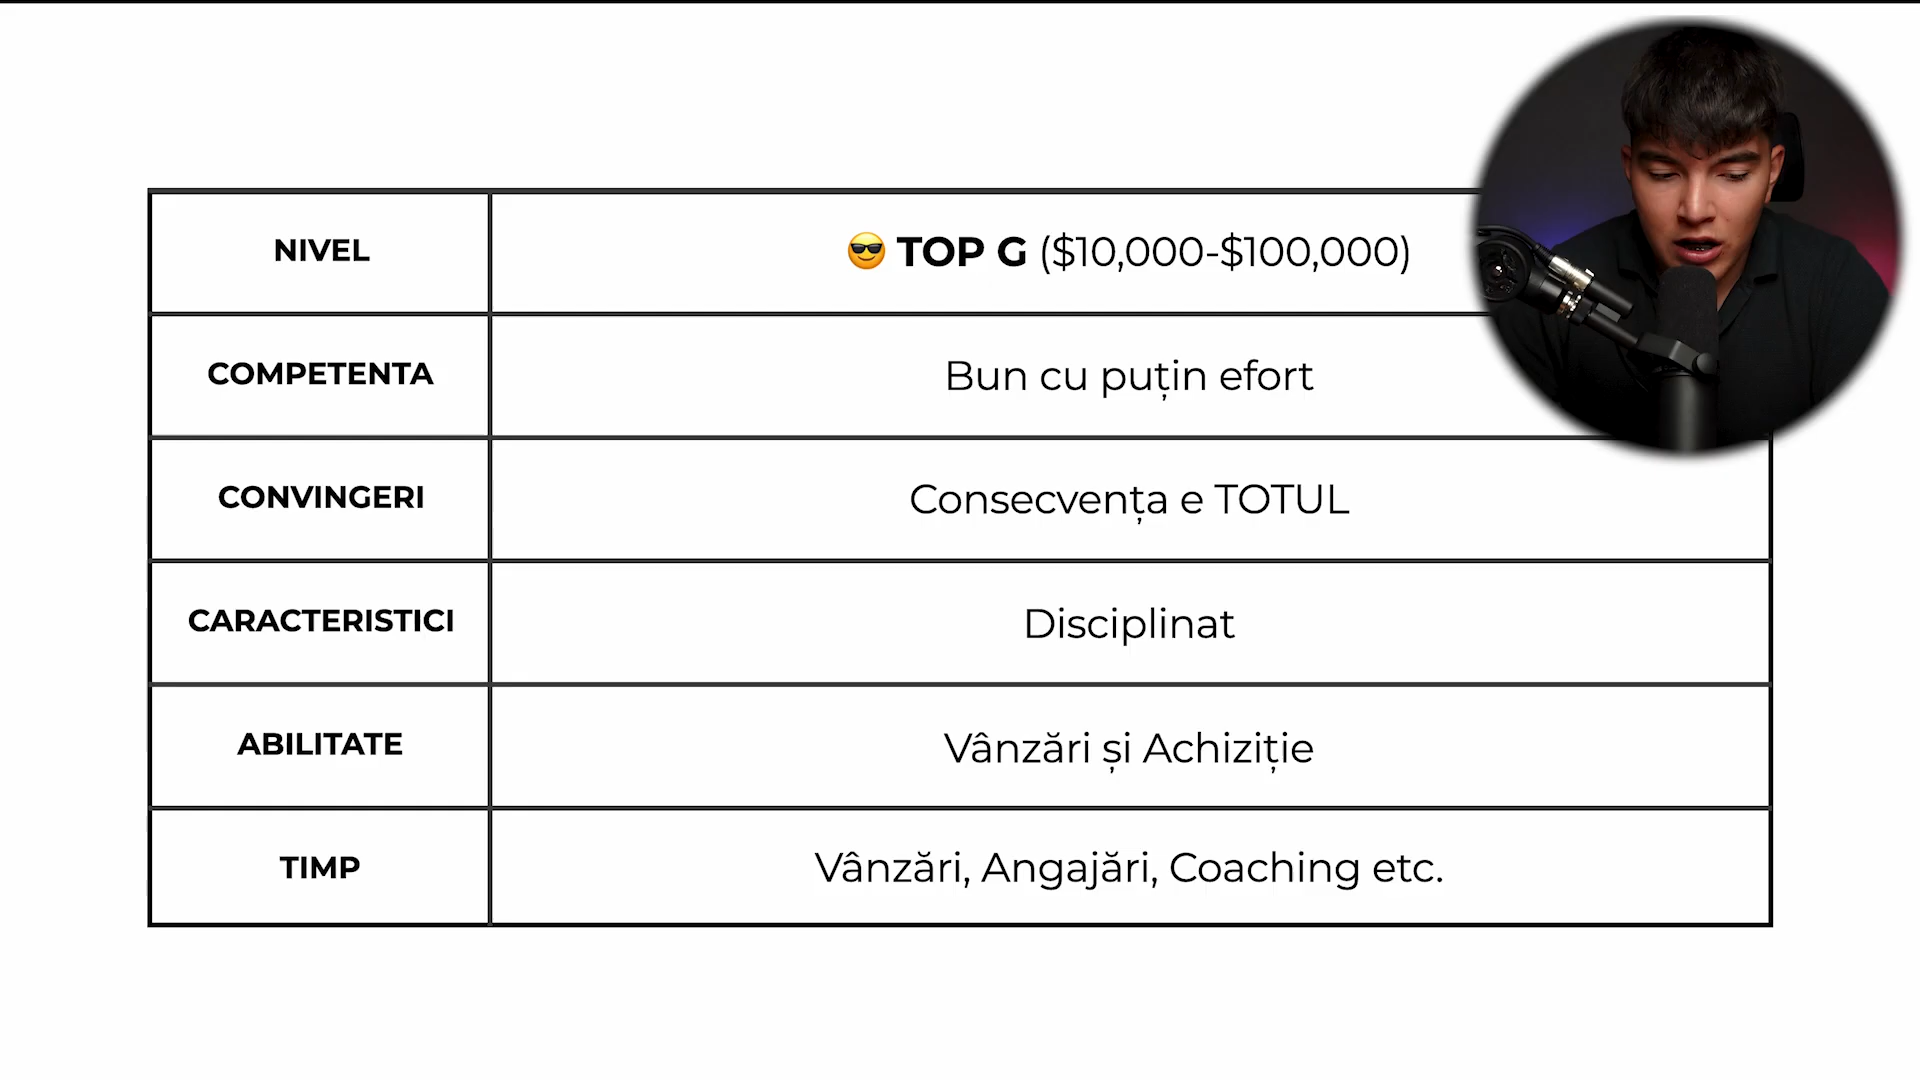 NIVEL
😎 TOP G ($10,000-$100,000)
COMPETENTA
Bun cu puțin efort
CONVINGERI
Consecvența e TOTUL
CARACTERISTICI
Disciplinat
ABILITATE
Vânzări și Achiziție
TIMP
Vânzări, Angajări, Coaching etc.